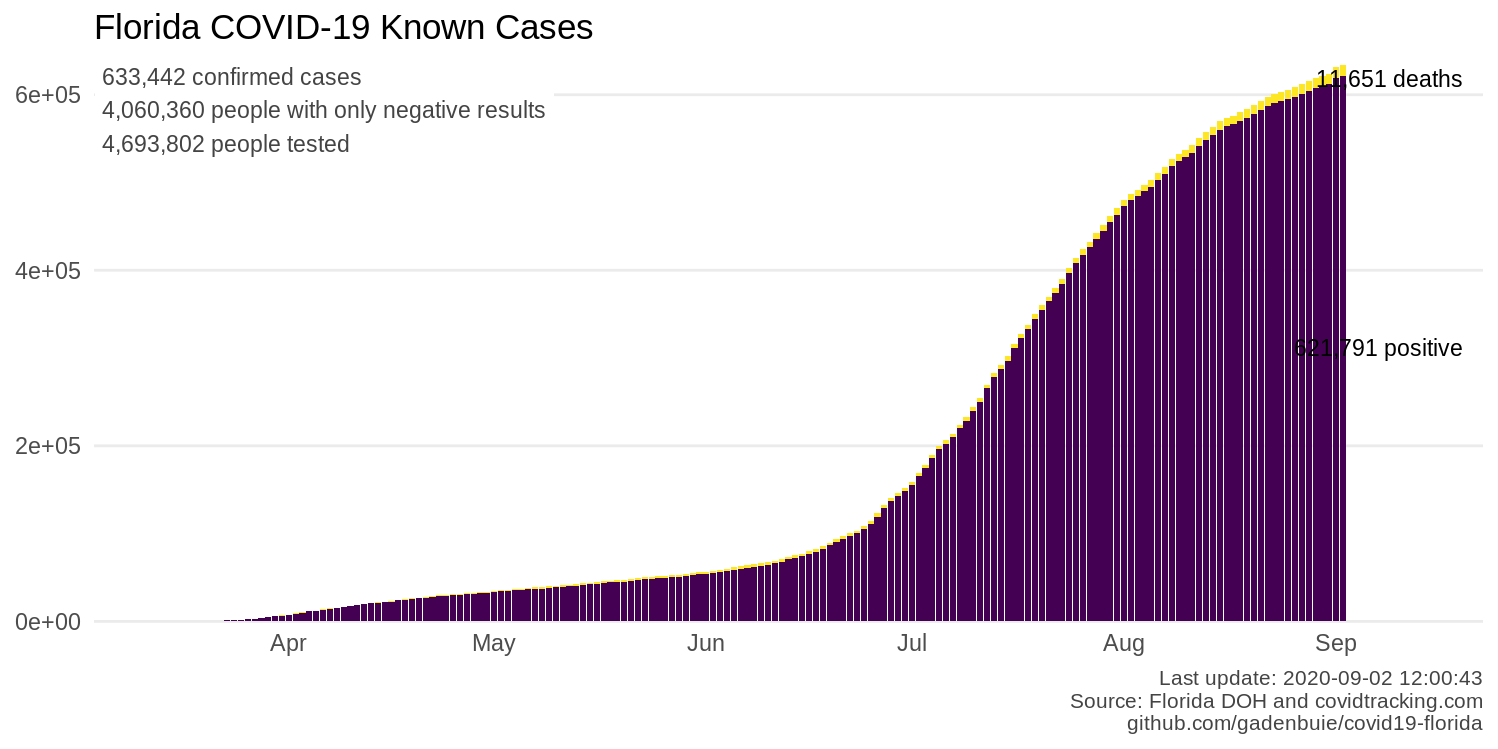 Florida COVID-19 Known Cases
633,442 confirmed cases
4,060,360 people with only negative results
4,693,802 people tested
11,651 deaths
621,791 positive
6e+05
4e+05
2e+05
0e+00
Apr May Jun Jul Aug Sep
Last update: 2020-09-02 12:00:43
Source: Florida DOH and covidtracking.com
github.com/gadenbuie/covid19-florida